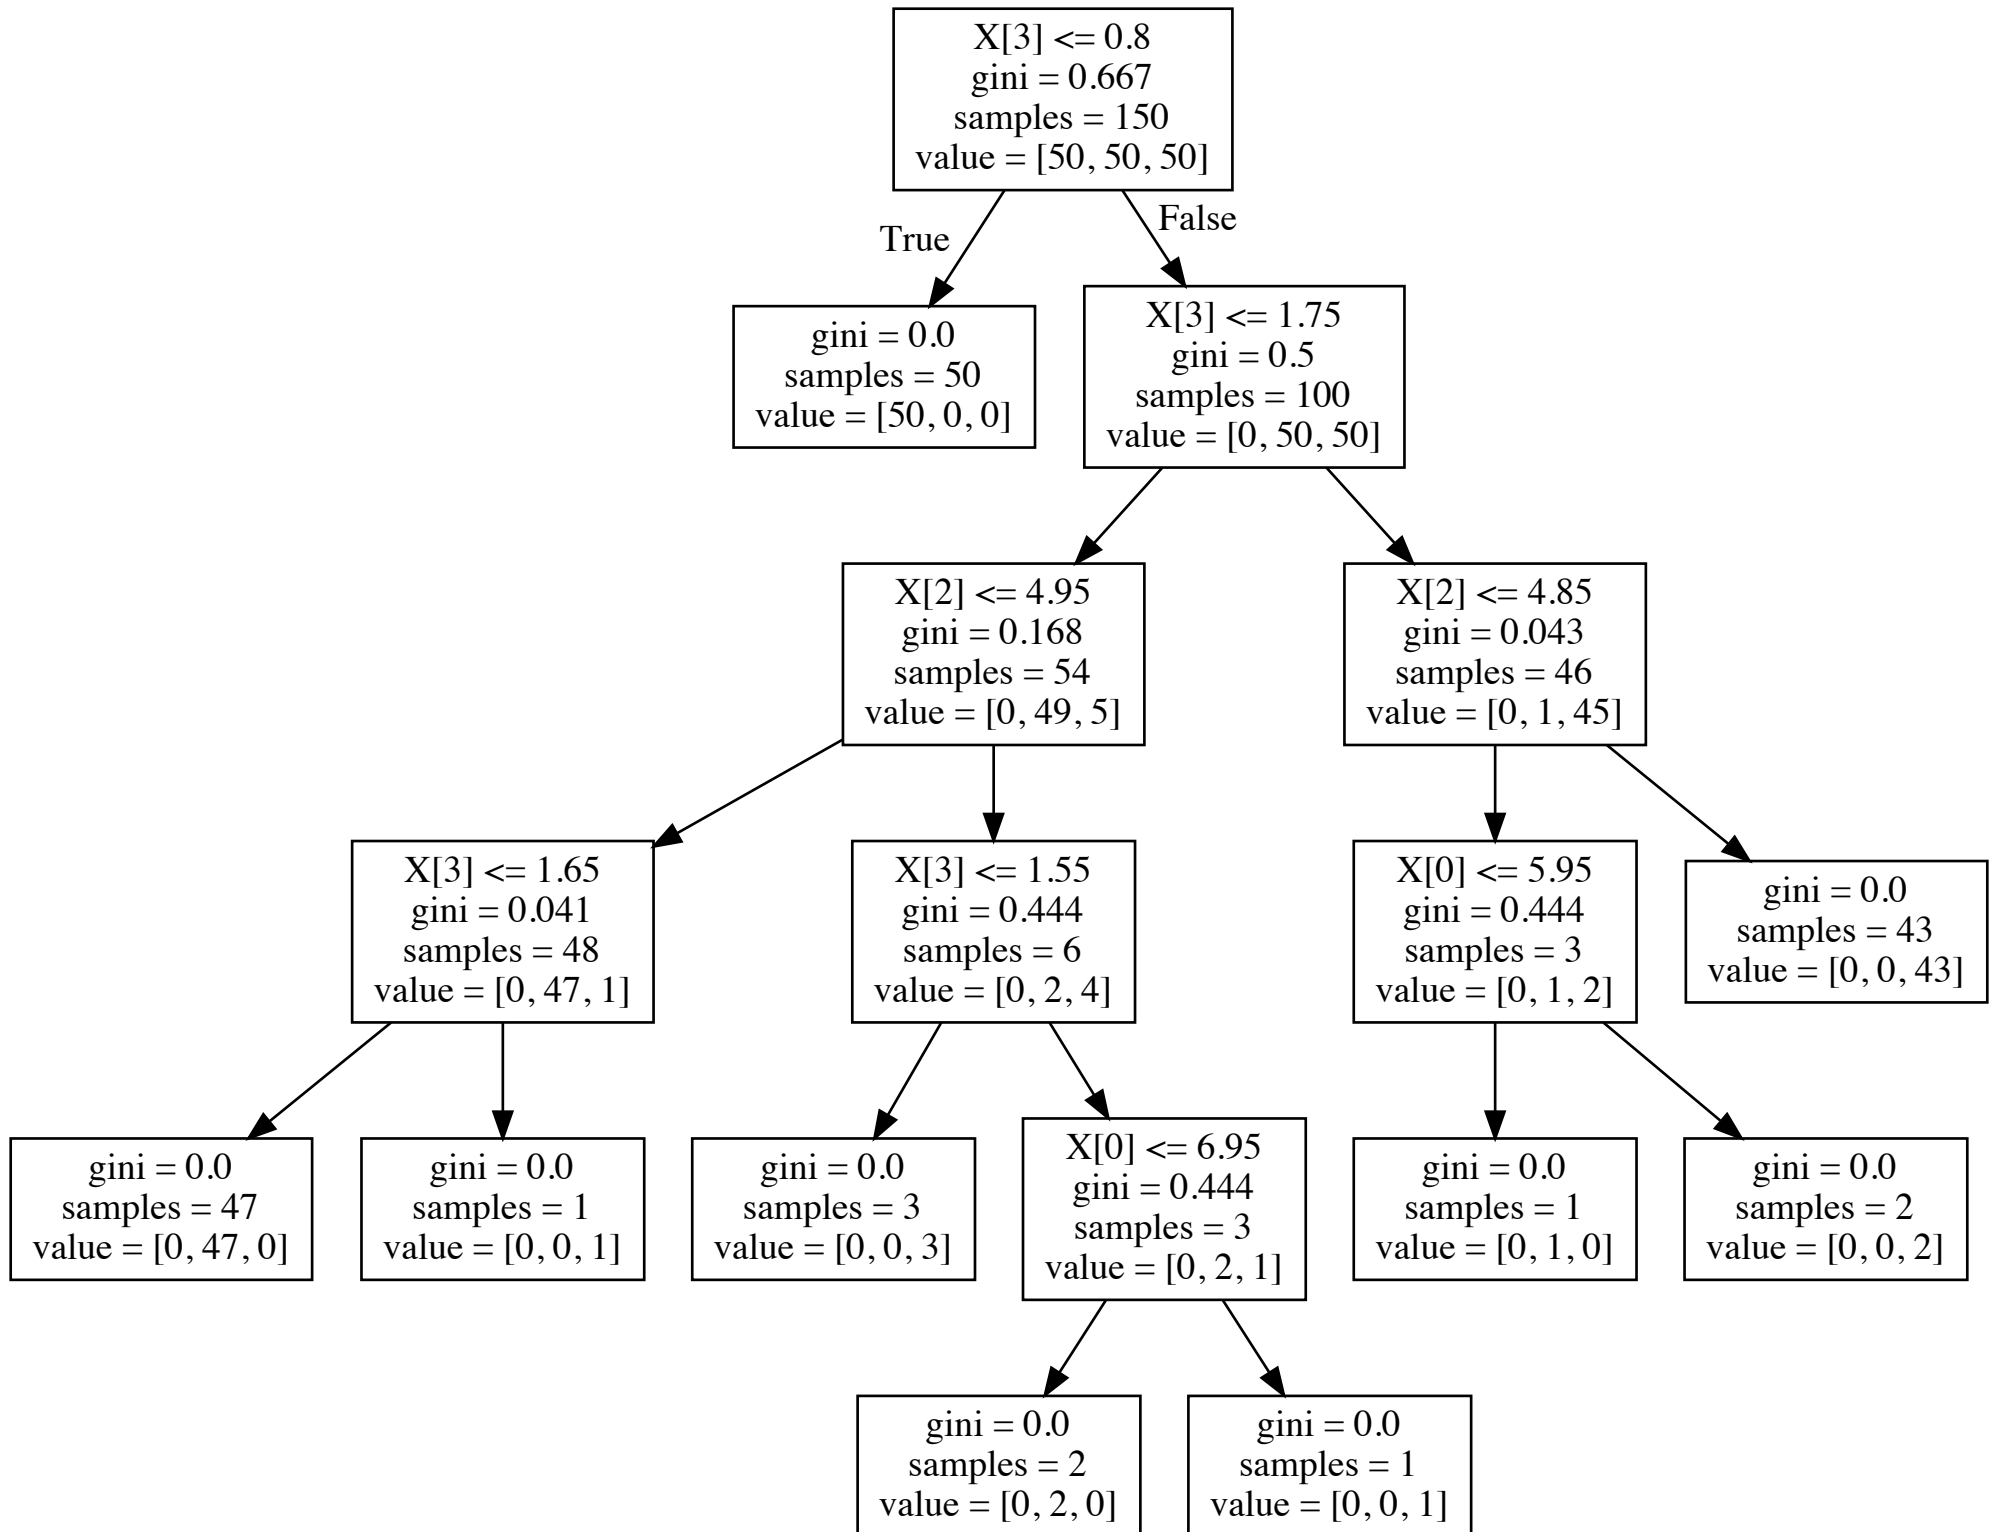 X[3] <= 0.8
gini = 0.667
samples = 150
value = [50, 50, 50]
True
False
gini = 0.0
samples = 50
value = [50, 0, 0]
X[3] <= 1.75
gini = 0.5
samples = 100
value = [0, 50, 50]
X[2] <= 4.95
gini = 0.168
samples = 54
value = [0, 49, 5]
X[2] <= 4.85
gini = 0.043
samples = 46
value = [0, 1, 45]
X[3] <= 1.65
gini = 0.041
samples = 48
value = [0, 47, 1]
X[3] <= 1.55
gini = 0.444
samples = 6
value = [0, 2, 4]
X[0] <= 5.95
gini = 0.444
samples = 3
value = [0, 1, 2]
gini = 0.0
samples = 43
value = [0, 0, 43]
gini = 0.0
samples = 47
value = [0, 47, 0]
gini = 0.0
samples = 1
value = [0, 0, 1]
gini = 0.0
samples = 3
value = [0, 0, 3]
X[0] <= 6.95
gini = 0.444
samples = 3
value = [0, 2, 1]
gini = 0.0
samples = 1
value = [0, 1, 0]
gini = 0.0
samples = 2
value = [0, 0, 2]
gini = 0.0
samples = 2
value = [0, 2, 0]
gini = 0.0
samples = 1
value = [0, 0, 1]